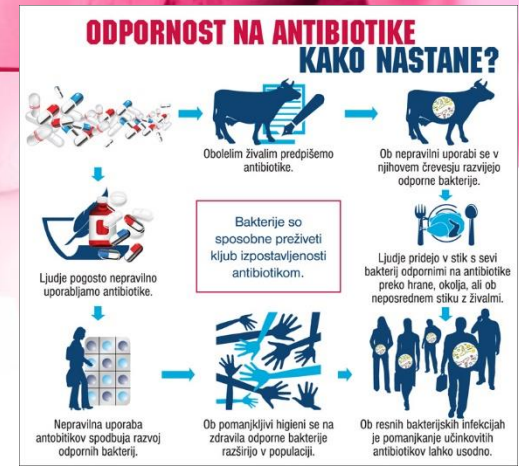 ODPORNOST NA ANTIBIOTIKE
KAKO NASTANE?
Obolelim živalim predpišemo
antibiotike.
Ob nepravilni uporabi se v
njihovem črevesju razvijejo
odporne bakterije.
Ljudje pogosto nepravilno
uporabljamo antibiotike.
Bakterije so
sposobne preživeti
kljub izpostavljenosti
antibiotikom.
Ljudje pridejo v stik s sevi
bakterij odpornimi na antibiotike
preko hrane, okolja, ali ob
neposrednem stiku z živalmi.
Nepravilna uporaba
antobitikov spodbuja razvoj
odpornih bakterij.
Ob pomanjkljivi higieni se na
zdravila odporne bakterije
razširijo v populaciji.
Ob resnih bakterijskih infekcijah
je pomanjkanje učinkovitih
antibiotikov lahko usodno.